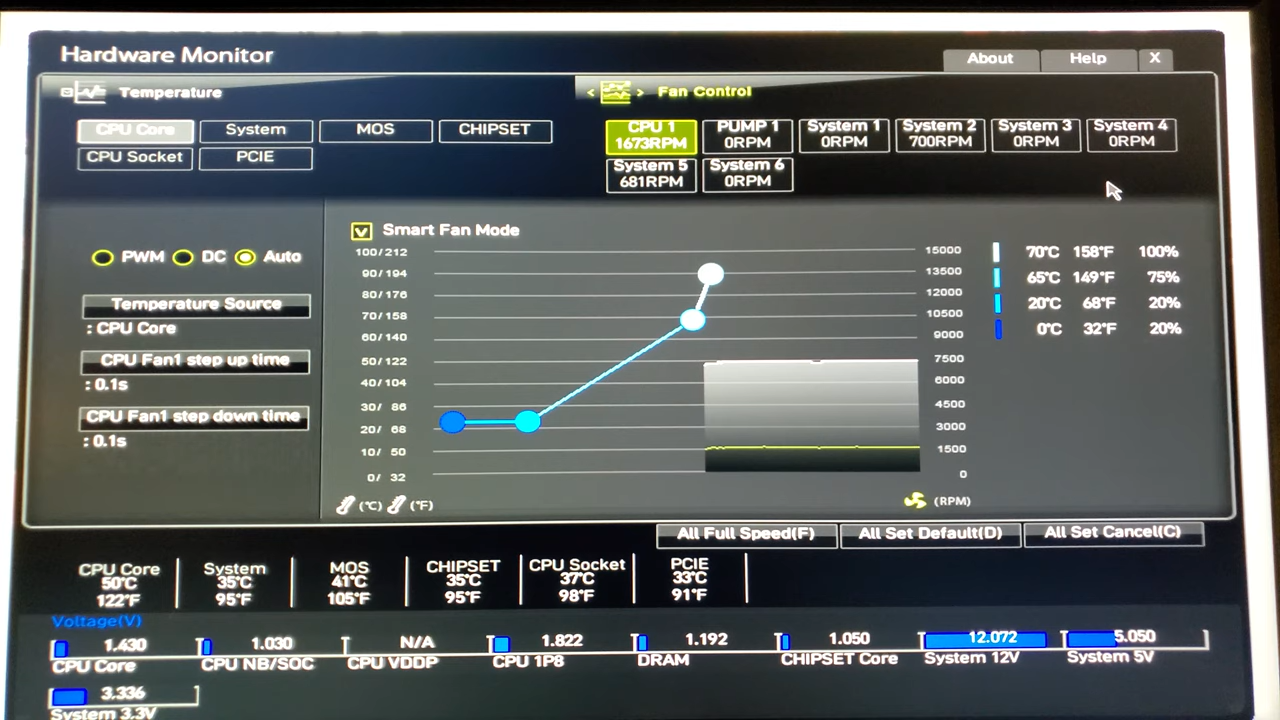 Hardware Monitor
About Help X
Temperature
< > Fan Control
CPU Core System MOS CHIPSET
CPU Socket PCIE
CPU 1 PUMP 1 System 1 System 2 System 3 System 4
1673RPM 0RPM 0RPM 700RPM 0RPM 0RPM
System 5 System 6
681RPM 0RPM
PWM DC Auto
Temperature Source
: CPU Core
CPU Fan1 step up time
: 0.1s
CPU Fan1 step down time
: 0.1s
Smart Fan Mode
100/212 15000
90/194 13500
80/176 12000
70/158 10500
60/140 9000
50/122 7500
40/104 6000
30/ 86 4500
20/ 68 3000
10/ 50 1500
0/ 32 0
(°C) (°F) (RPM)
70°C 158°F 100%
65°C 149°F 75%
20°C 68°F 20%
0°C 32°F 20%
All Full Speed(F) All Set Default(D) All Set Cancel(C)
CPU Core System MOS CHIPSET CPU Socket PCIE
50°C 35°C 41°C 35°C 37°C 33°C
122°F 95°F 105°F 95°F 98°F 91°F
Voltage(V)
1.430 1.030 N/A 1.822 1.192 1.050 12.072 5.050
CPU Core CPU NB/SOC CPU VDDP CPU 1P8 DRAM CHIPSET Core System 12V System 5V
3.336
System 3.3V